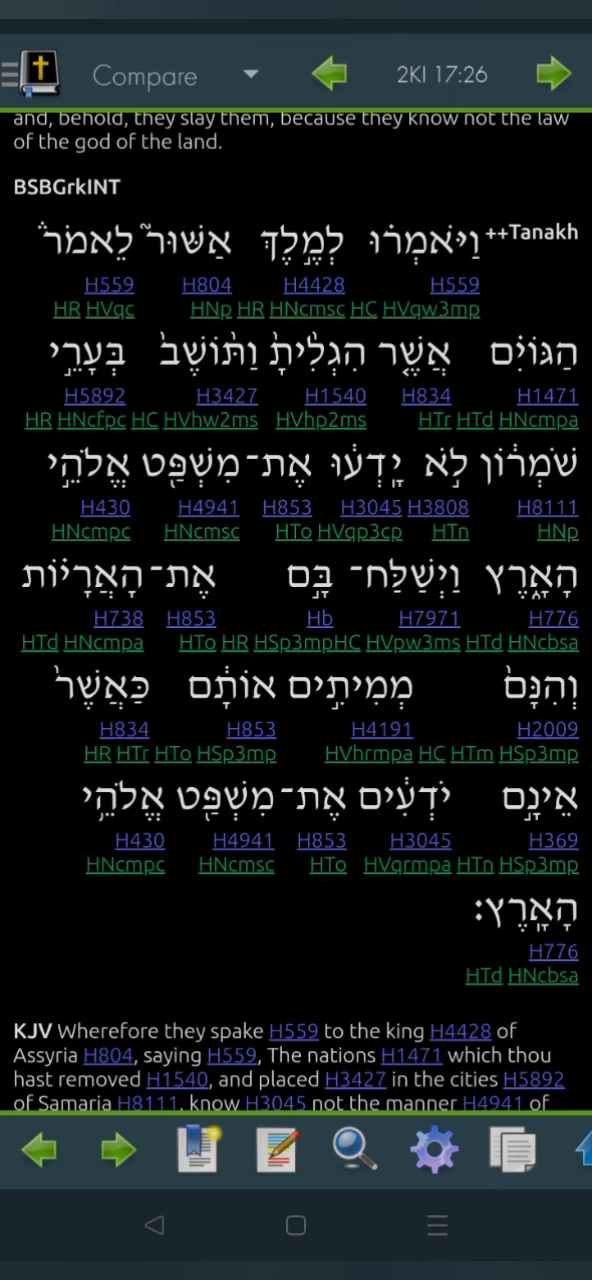 Compare
2KI 17:26
and, behold, they slay them, because they know not the law
of the god of the land.
BSBGrkINT
++Tanakh וַיֹּאמְר֗וּ לְמֶ֣לֶךְ אַשּׁוּר֮ לֵאמֹר֒
H559 H804 H4428 H559
HR HVqc HNp HR HNcmsc HC HVqw3mp
הַגּוֹיִ֗ם אֲשֶׁ֤ר הִגְלִ֙יתָ֙ וַתּ֙וֹשֶׁב֙ בְּעָרֵ֣י
H5892 H3427 H1540 H834 H1471
HR HNcfpc HC HVhw2ms HVhp2ms HTr HTd HNcmpa
שֹׁמְר֔וֹן לֹ֣א יָֽדְע֔וּ אֶת־מִשְׁפַּ֖ט אֱלֹהֵ֣י
H430 H4941 H853 H3045 H3808 H8111
HNcmpc HNcmsc HTo HVqp3cp HTn HNp
הָאָ֑רֶץ וַיְשַׁלַּח־ בָּ֣ם אֶת־הָאֲרָי֗וֹת
H738 H853 Hb H7971 H776
HTd HNcmpa HTo HR HSp3mpHC HVpw3ms HTd HNcbsa
וְהִנָּם֙ מְמִיתִ֣ים אוֹתָ֔ם כַּאֲשֶׁר֙
H834 H853 H4191 H2009
HR HTr HTo HSp3mp HVhrmpa HC HTm HSp3mp
אֵינָ֣ם יֹדְעִ֔ים אֶת־מִשְׁפַּ֖ט אֱלֹהֵ֥י
H430 H4941 H853 H3045 H369
HNcmpc HNcmsc HTo HVqrmpa HTn HSp3mp
הָאָֽרֶץ׃
H776
HTd HNcbsa
KJV Wherefore they spake H559 to the king H4428 of
Assyria H804, saying H559, The nations H1471 which thou
hast removed H1540, and placed H3427 in the cities H5892
of Samaria H8111, know H3045 not the manner H4941 of